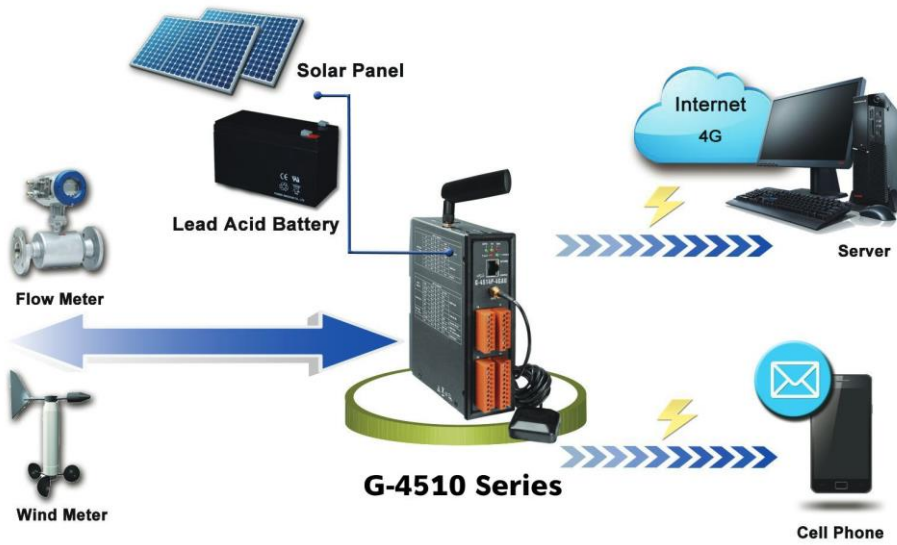 Solar Panel
Internet
4G
Lead Acid Battery
Server
Flow Meter
G-4510 Series
Wind Meter
Cell Phone